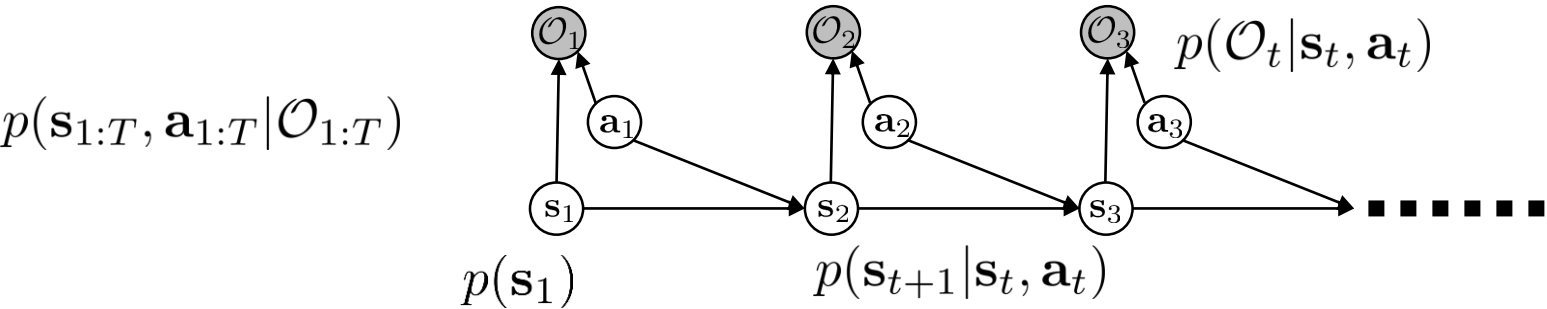 𝒪₁ 𝒪₂ 𝒪₃ p(𝒪ₜ|𝐬ₜ, 𝐚ₜ)
p(𝐬₁:T, 𝐚₁:T|𝒪₁:T) 𝐚₁ 𝐚₂ 𝐚₃
𝐬₁ 𝐬₂ 𝐬₃
p(𝐬₁) p(𝐬ₜ₊₁|𝐬ₜ, 𝐚ₜ)